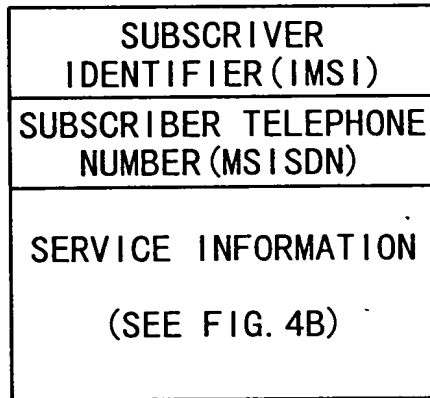 SUBSCRIVER
IDENTIFIER(IMSI)
SUBSCRIBER TELEPHONE
NUMBER(MSISDN)
SERVICE INFORMATION
(SEE FIG. 4B)